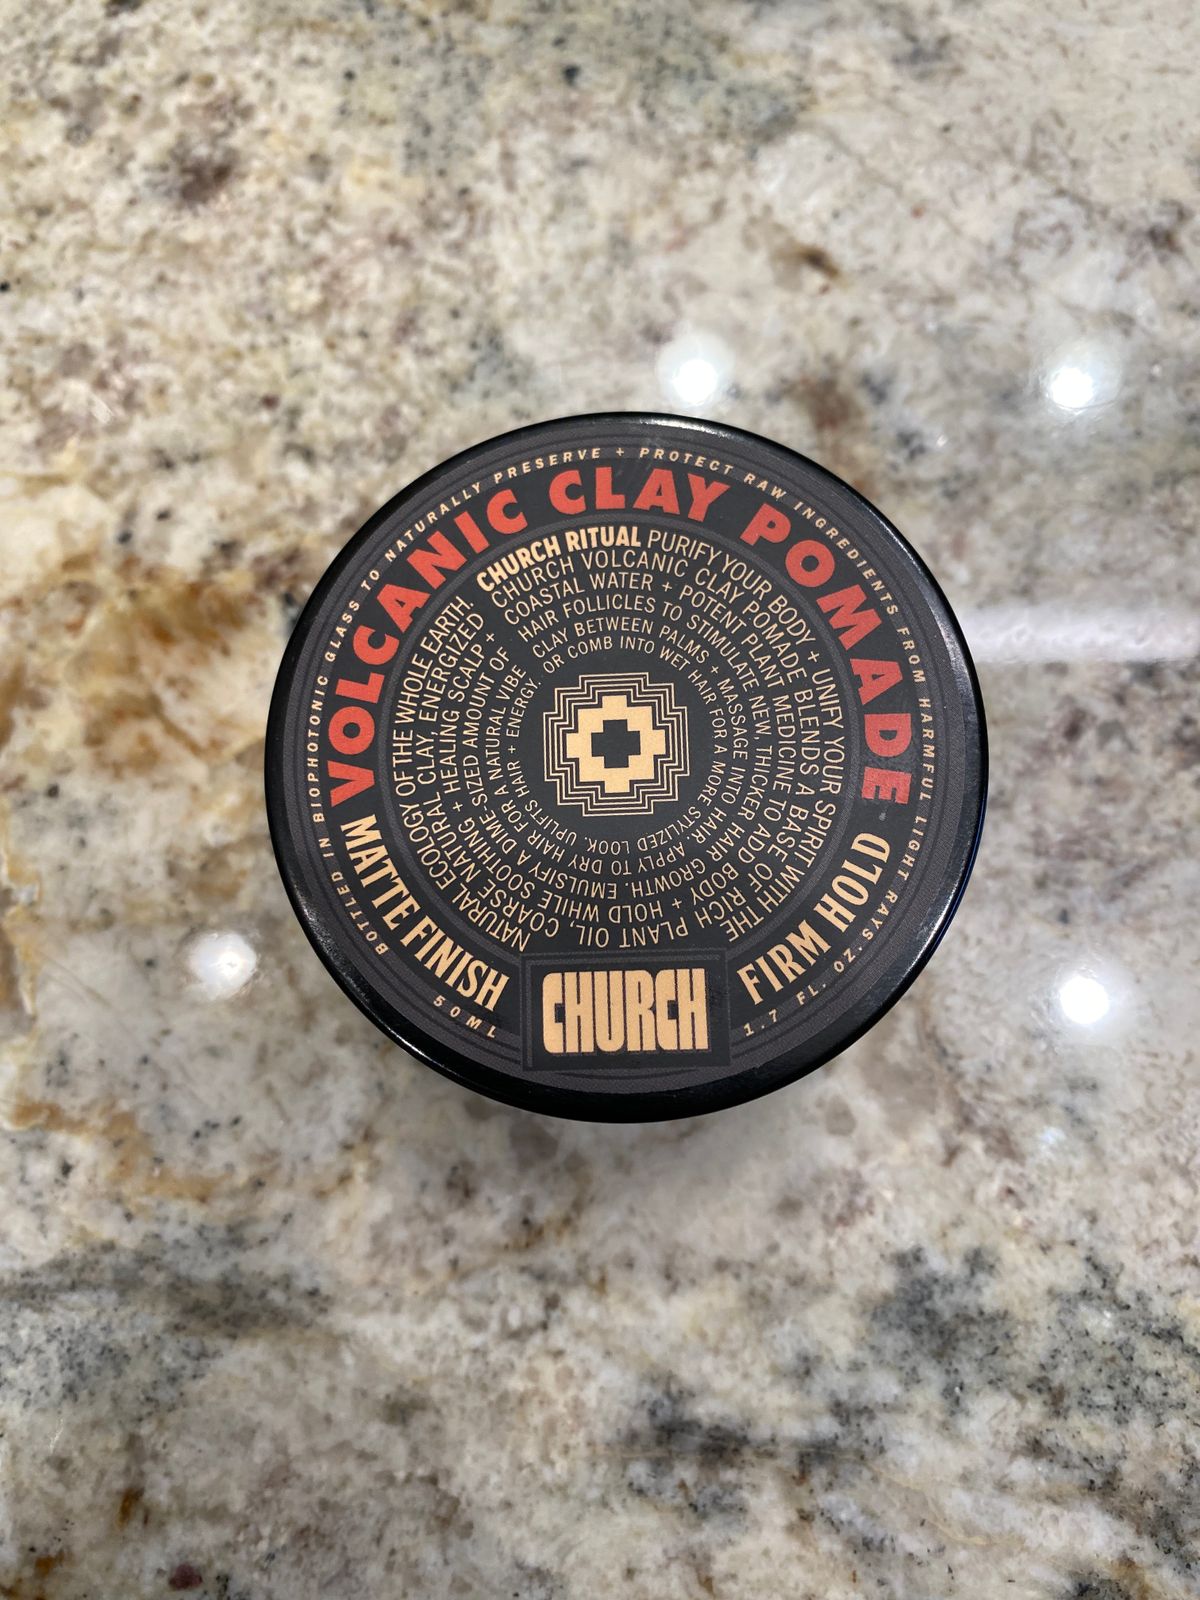 BOTTLED IN BIOPHOTONIC GLASS TO NATURALLY PRESERVE + PROTECT RAW INGREDIENTS FROM HARMFUL LIGHT RAYS.
VOLCANIC CLAY POMADE
CHURCH RITUAL PURIFY YOUR BODY + UNIFY YOUR SPIRIT WITH THE NATURAL ECOLOGY OF THE WHOLE EARTH.
CHURCH VOLCANIC CLAY POMADE BLENDS A BASE OF RICH PLANT OIL, COARSE NATURAL CLAY, ENERGIZED
COASTAL WATER + POTENT PLANT MEDICINE TO ADD BODY + HOLD WHILE SOOTHING + HEALING SCALP +
HAIR FOLLICLES TO STIMULATE NEW, THICKER HAIR GROWTH. EMULSIFY A DIME-SIZED AMOUNT OF
CLAY BETWEEN PALMS + MASSAGE INTO HAIR. APPLY TO DRY HAIR FOR A NATURAL VIBE
OR COMB INTO WET HAIR FOR A MORE STYLIZED LOOK. UPLIFTS HAIR + ENERGY.
MATTE FINISH
FIRM HOLD
50ML
CHURCH
1.7 FL. OZ.